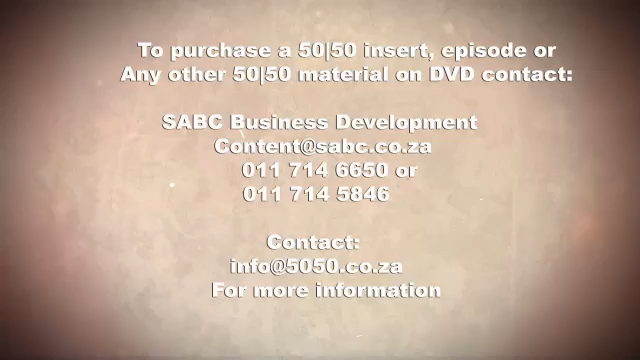 To purchase a 50|50 insert, episode or
Any other 50|50 material on DVD contact:
SABC Business Development
Content@sabc.co.za
011 714 6650 or
011 714 5846
Contact:
info@5050.co.za
For more information